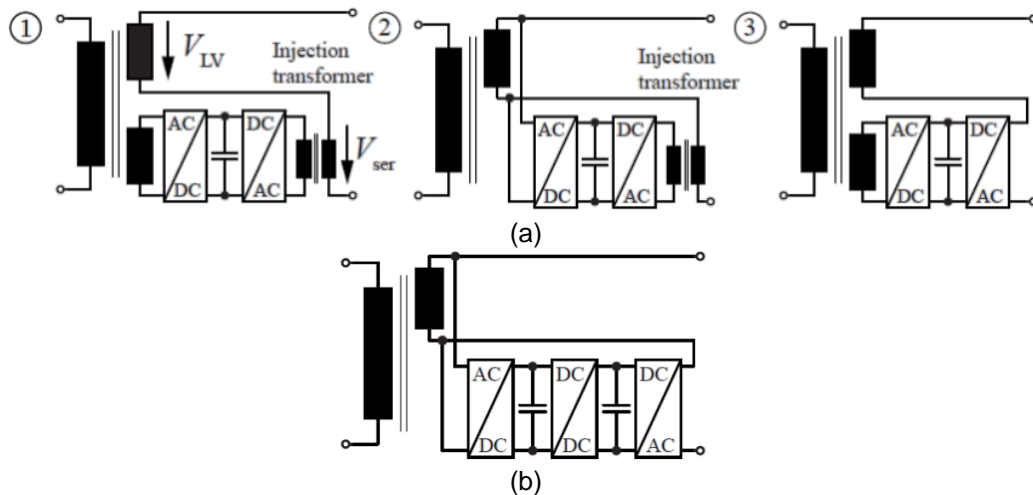 1
V_LV
Injection
transformer
AC
DC
DC
AC
V_ser
2
Injection
transformer
AC
DC
DC
AC
3
AC
DC
DC
AC
(a)
AC
DC
DC
DC
DC
AC
(b)